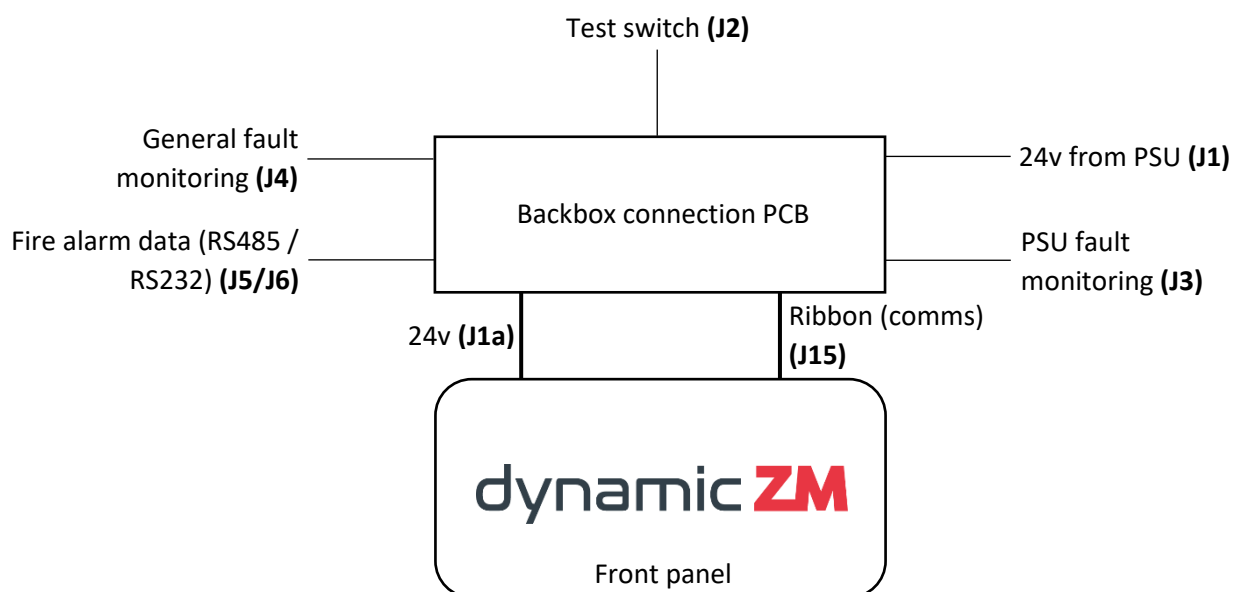 Test switch (J2)
General fault
monitoring (J4)
24v from PSU (J1)
Backbox connection PCB
Fire alarm data (RS485 /
RS232) (J5/J6)
PSU fault
monitoring (J3)
24v (J1a)
Ribbon (comms)
(J15)
dynamic ZM
Front panel